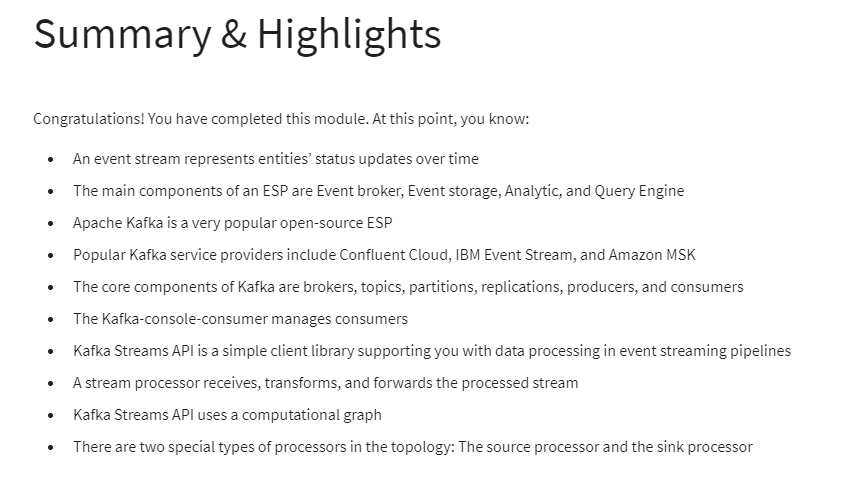 Summary & Highlights
Congratulations! You have completed this module. At this point, you know:
• An event stream represents entities’ status updates over time
• The main components of an ESP are Event broker, Event storage, Analytic, and Query Engine
• Apache Kafka is a very popular open-source ESP
• Popular Kafka service providers include Confluent Cloud, IBM Event Stream, and Amazon MSK
• The core components of Kafka are brokers, topics, partitions, replications, producers, and consumers
• The Kafka-console-consumer manages consumers
• Kafka Streams API is a simple client library supporting you with data processing in event streaming pipelines
• A stream processor receives, transforms, and forwards the processed stream
• Kafka Streams API uses a computational graph
• There are two special types of processors in the topology: The source processor and the sink processor